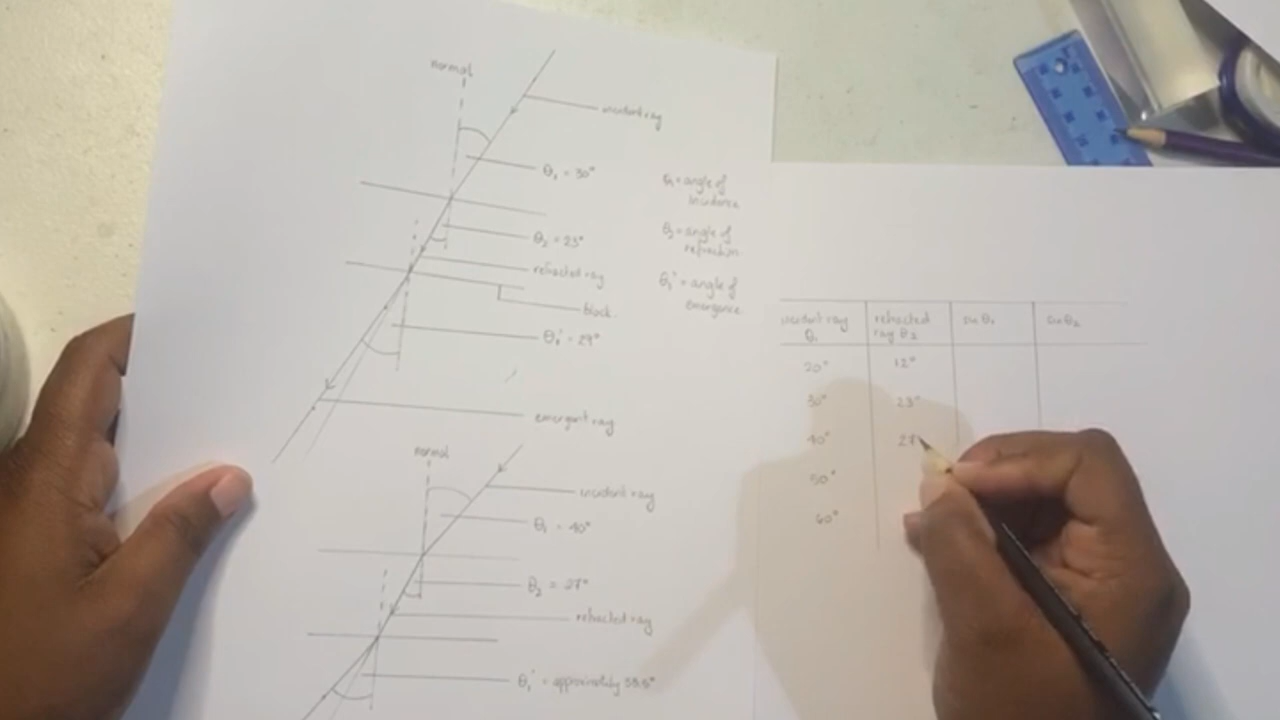 normal
incident ray
θ₁ = 30°
θ₂ = 23°
refracted ray
block
θ₁' = 29°
emergent ray
θ₁ = angle of
incidence
θ₂ = angle of
refraction
θ₁' = angle of
emergence
normal
incident ray
θ₁ = 40°
θ₂ = 27°
refracted ray
θ₁' = approximately
incident ray
θ₁
refracted
ray θ₂
sin θ₁
sin θ₂
20° 12°
30° 23°
40° 27
50°
60°